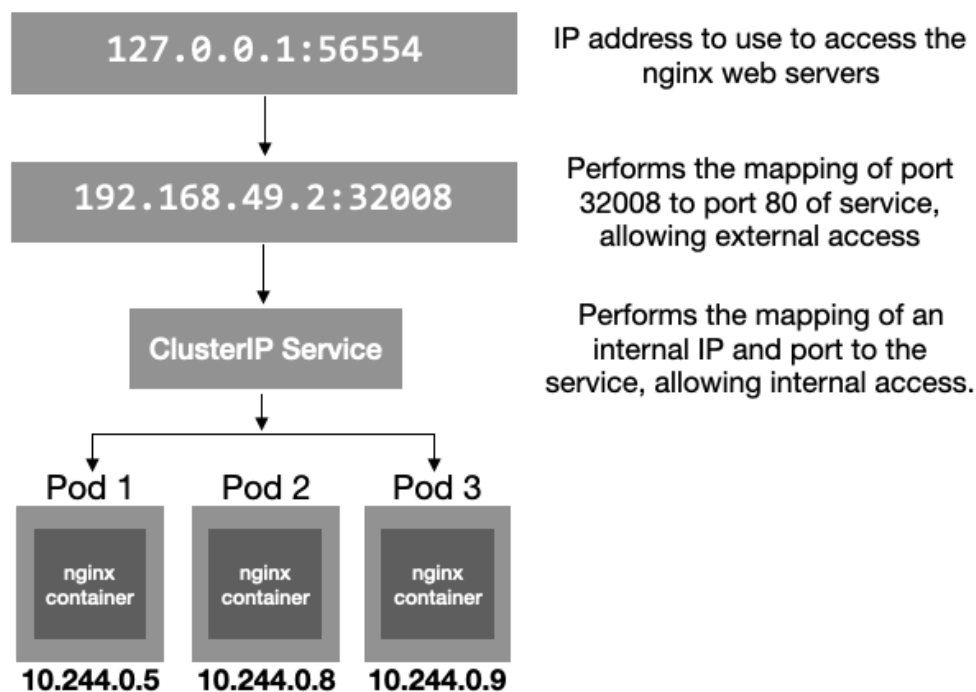 127.0.0.1:56554
IP address to use to access the
nginx web servers
192.168.49.2:32008
Performs the mapping of port
32008 to port 80 of service,
allowing external access
ClusterIP Service
Performs the mapping of an
internal IP and port to the
service, allowing internal access.
Pod 1
Pod 2
Pod 3
nginx
container
nginx
container
nginx
container
10.244.0.5
10.244.0.8
10.244.0.9